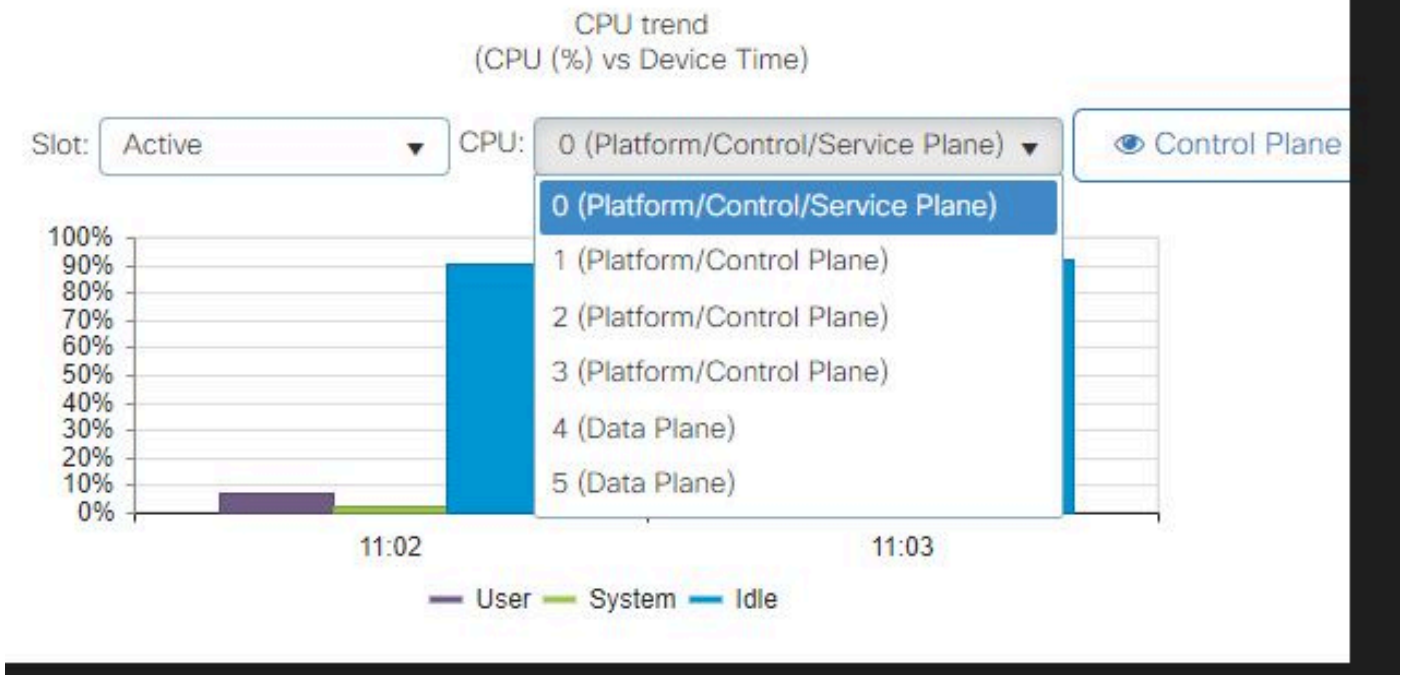 CPU trend
(CPU (%) vs Device Time)
Slot: Active CPU: 0 (Platform/Control/Service Plane) Control Plane
0 (Platform/Control/Service Plane)
1 (Platform/Control Plane)
2 (Platform/Control Plane)
3 (Platform/Control Plane)
4 (Data Plane)
5 (Data Plane)
100%
90%
80%
70%
60%
50%
40%
30%
20%
10%
0%
11:02 11:03
User System Idle